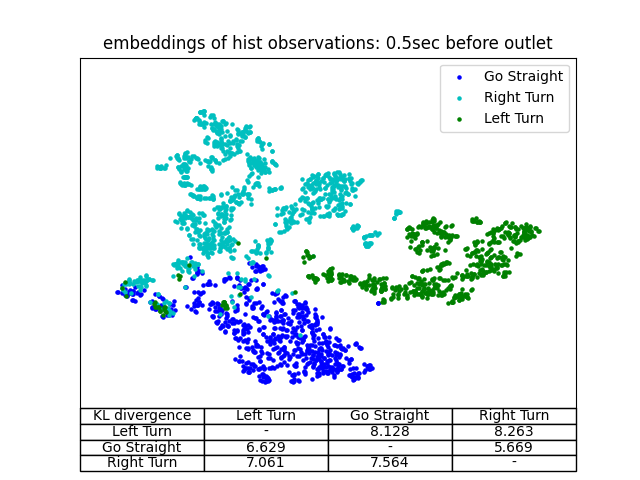 embeddings of hist observations: 0.5sec before outlet
Go Straight
Right Turn
Left Turn
KL divergence Left Turn Go Straight Right Turn
Left Turn - 8.128 8.263
Go Straight 6.629 - 5.669
Right Turn 7.061 7.564 -